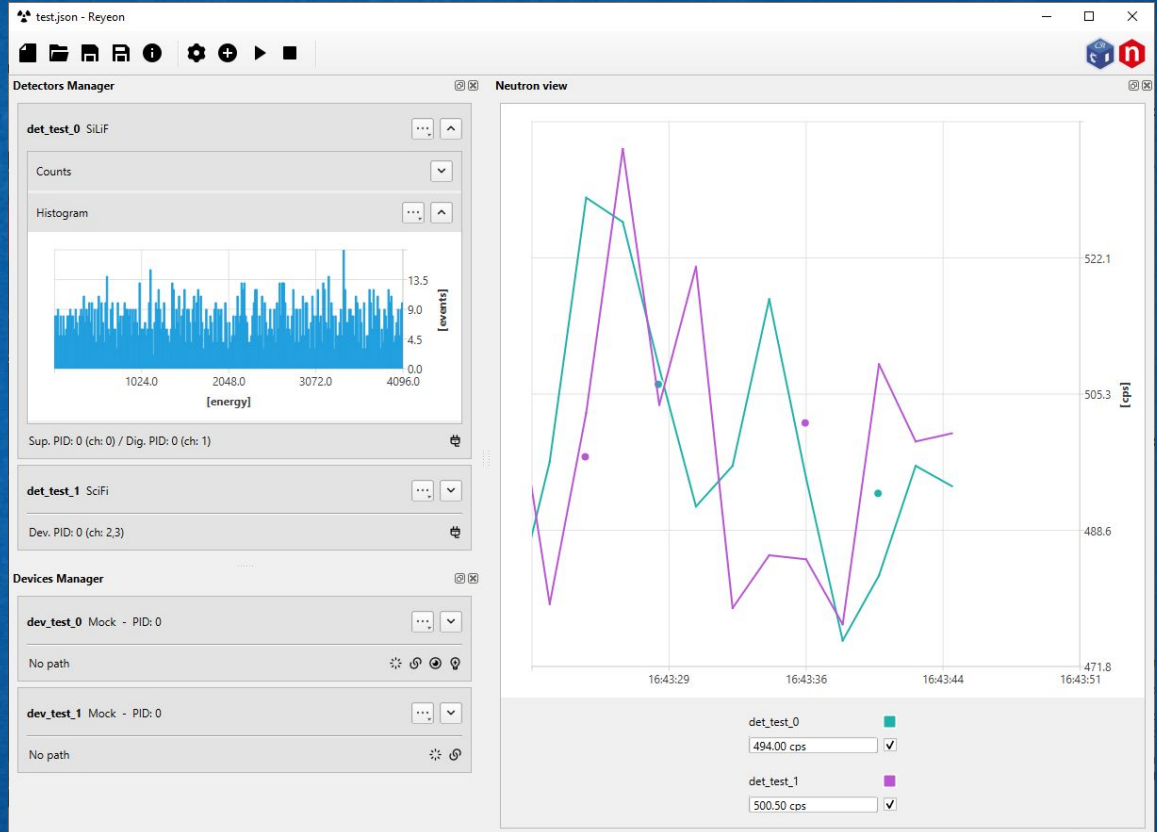 test.json - Reyeon
Detectors Manager
det_test_0 SiLiF
Counts
Histogram
13.5
9.0
4.5
0.0
[events]
1024.0 2048.0 3072.0 4096.0
[energy]
Sup. PID: 0 (ch: 0) / Dig. PID: 0 (ch: 1)
det_test_1 SciFi
Dev. PID: 0 (ch: 2,3)
Devices Manager
dev_test_0 Mock - PID: 0
No path
dev_test_1 Mock - PID: 0
No path
Neutron view
522.1
505.3
488.6
471.8
[cps]
16:43:29 16:43:36 16:43:44 16:43:51
det_test_0
494.00 cps
det_test_1
500.50 cps